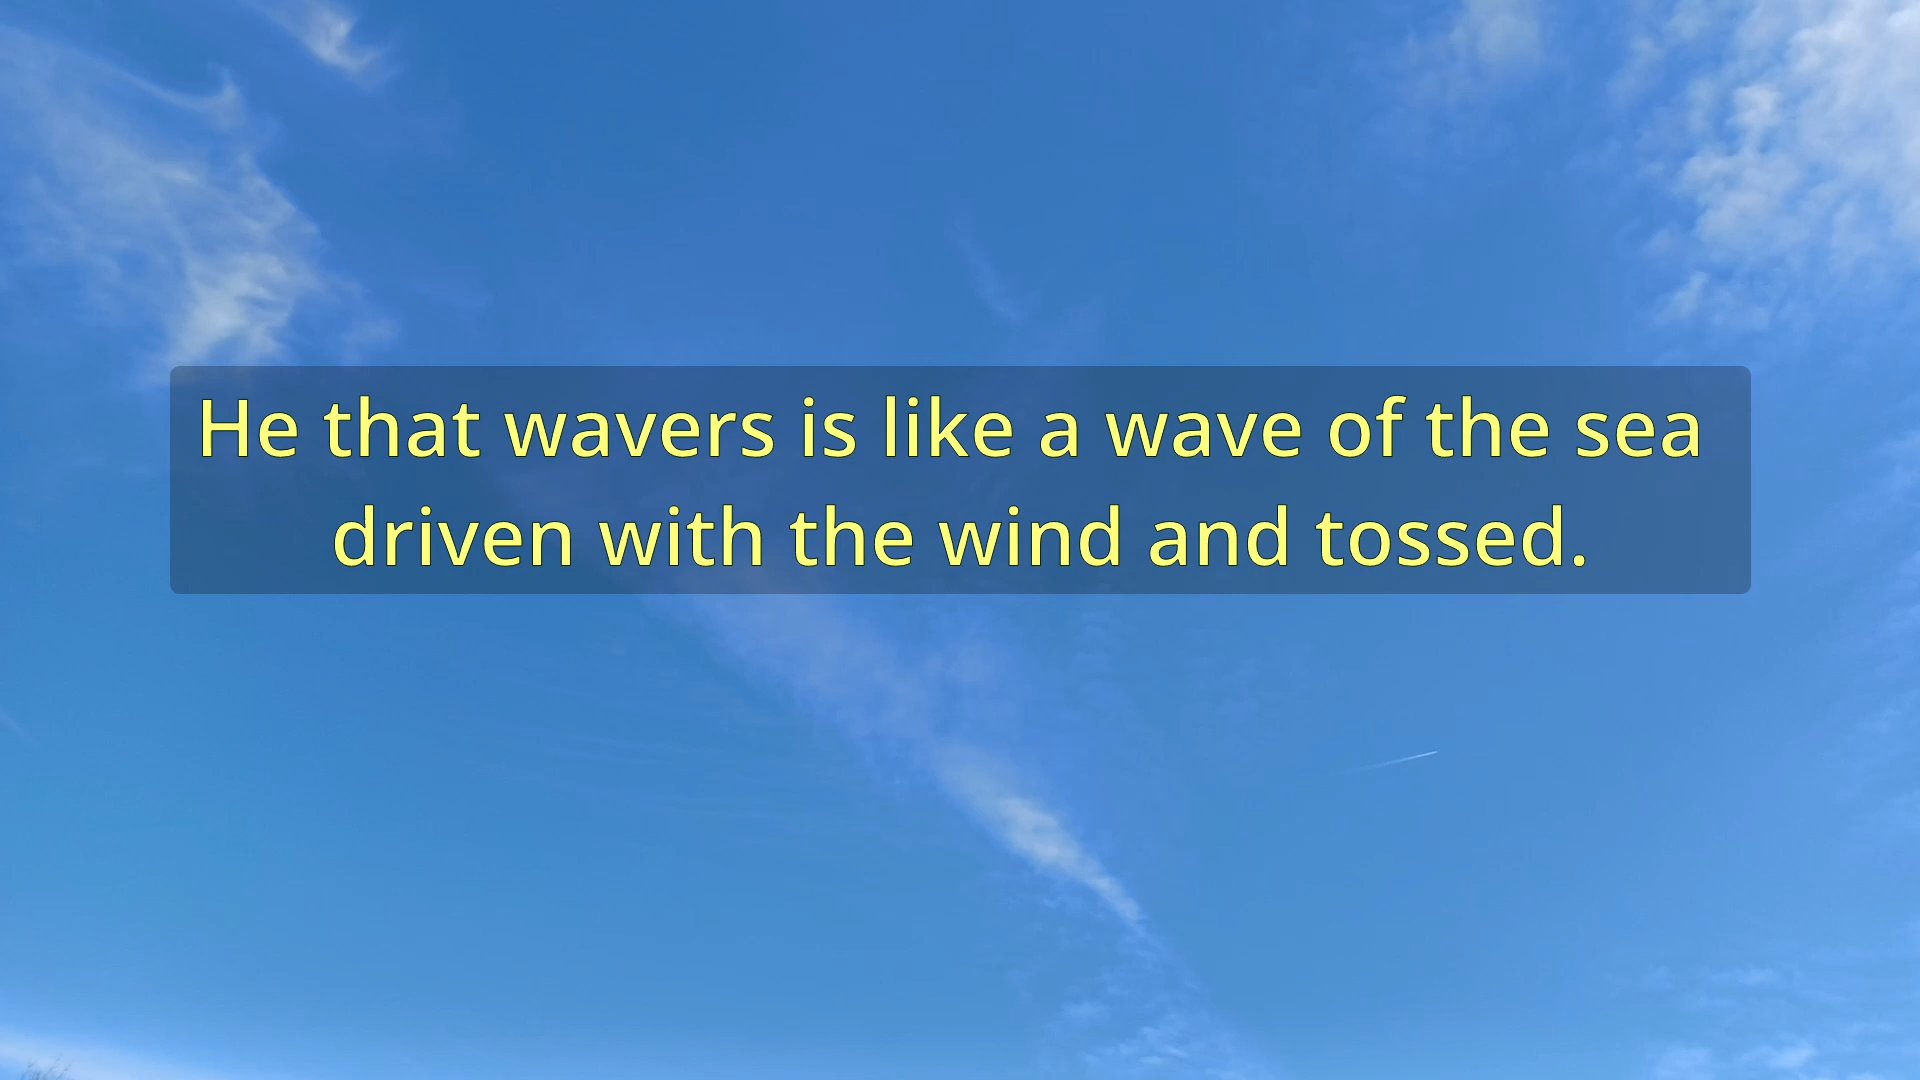 He that wavers is like a wave of the sea
driven with the wind and tossed.